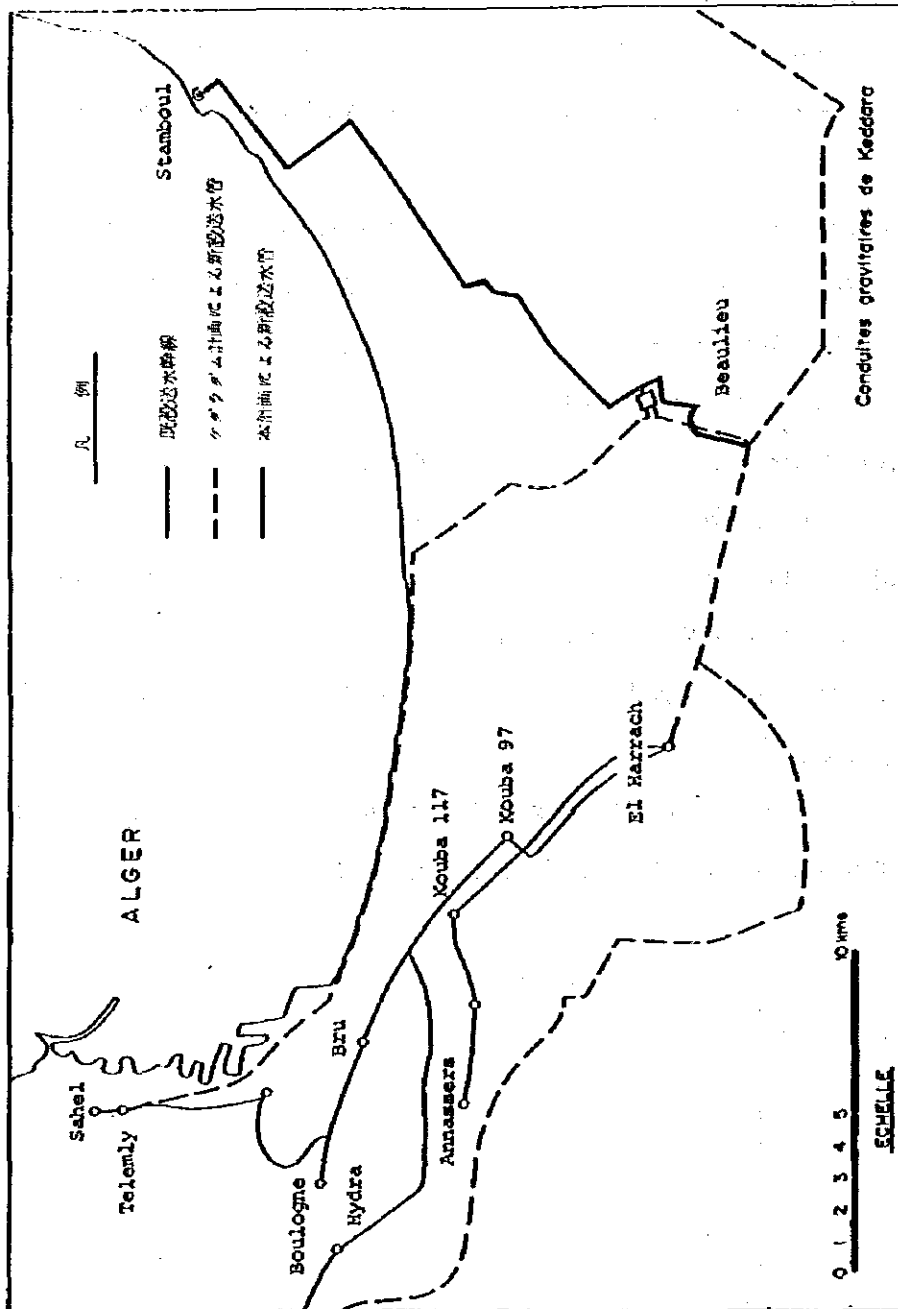 ALGER
Sahel
Telemly
Boulogne
Hydra
Bru
Annassers
Kouba 117
Kouba 97
El Harrach
凡 例
既設送水幹線
ケダラダム計画による新設送水管
本計画による新設送水管
Stamboul
Beaulieu
Conduites gravitaires de Keddara
0 1 2 3 4 5 10 kms
ECHELLE